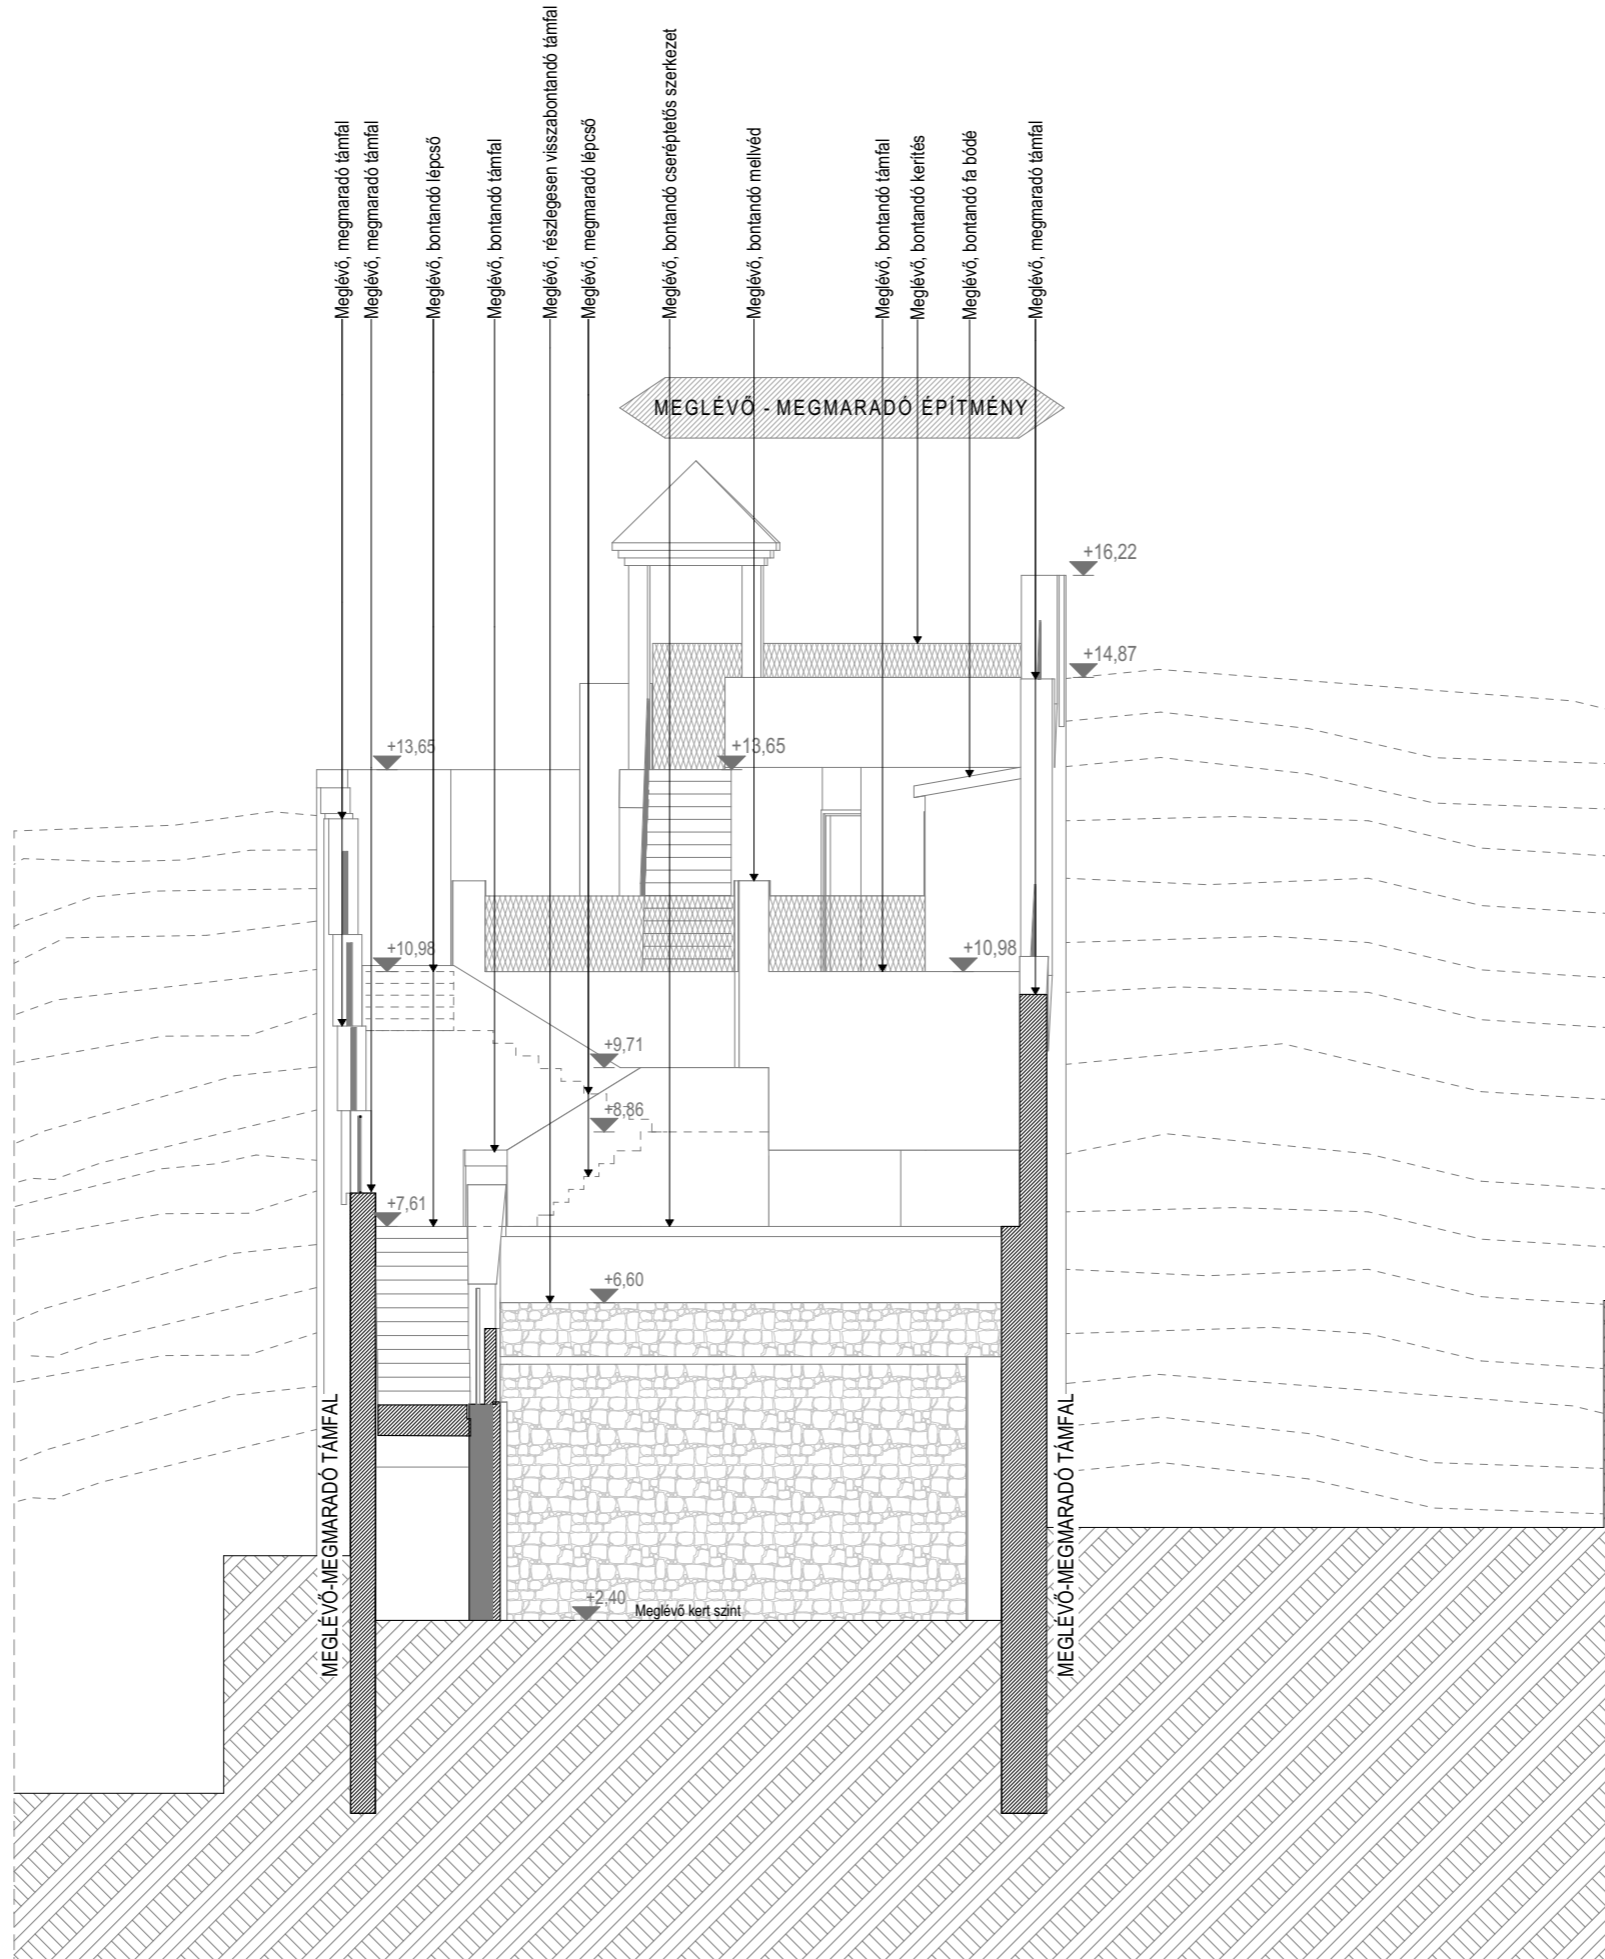 Meglévő, megmaradó támfal
Meglévő, megmaradó támfal
Meglévő, bontandó lépcső
Meglévő, bontandó támfal
Meglévő, részlegesen visszabontandó támfal
Meglévő, megmaradó lépcső
Meglévő, bontandó cseréptetős szerkezet
Meglévő, bontandó mellvéd
Meglévő, bontandó támfal
Meglévő, bontandó kerítés
Meglévő, bontandó fa bódé
Meglévő, megmaradó támfal
MEGLÉVŐ - MEGMARADÓ ÉPÍTMÉNY
+16,22
+14,87
+13,65
+13,65
+10,98
+10,98
+9,71
+8,86
+7,61
+6,60
MEGLÉVŐ-MEGMARADÓ TÁMFAL
MEGLÉVŐ-MEGMARADÓ TÁMFAL
+2,40
Meglévő kert szint